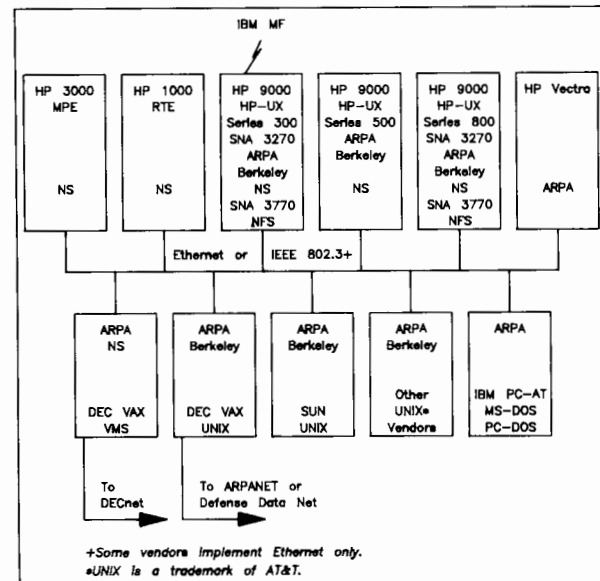 IBM MF
HP 3000
MPE
NS
HP 1000
RTE
NS
HP 9000
HP-UX
Series 300
SNA 3270
ARPA
Berkeley
NS
SNA 3770
NFS
HP 9000
HP-UX
Series 500
ARPA
Berkeley
NS
HP 9000
HP-UX
Series 800
SNA 3270
ARPA
Berkeley
NS
SNA 3770
NFS
HP Vectra
ARPA
Ethernet or IEEE 802.3+
ARPA
NS
DEC VAX
VMS
ARPA
Berkeley
DEC VAX
UNIX
ARPA
Berkeley
SUN
UNIX
ARPA
Berkeley
Other
UNIX*
Vendors
ARPA
IBM PC-AT
MS-DOS
PC-DOS
To
DECnet
To ARPANET or
Defense Data Net
+Some vendors implement Ethernet only.
*UNIX is a trademark of AT&T.